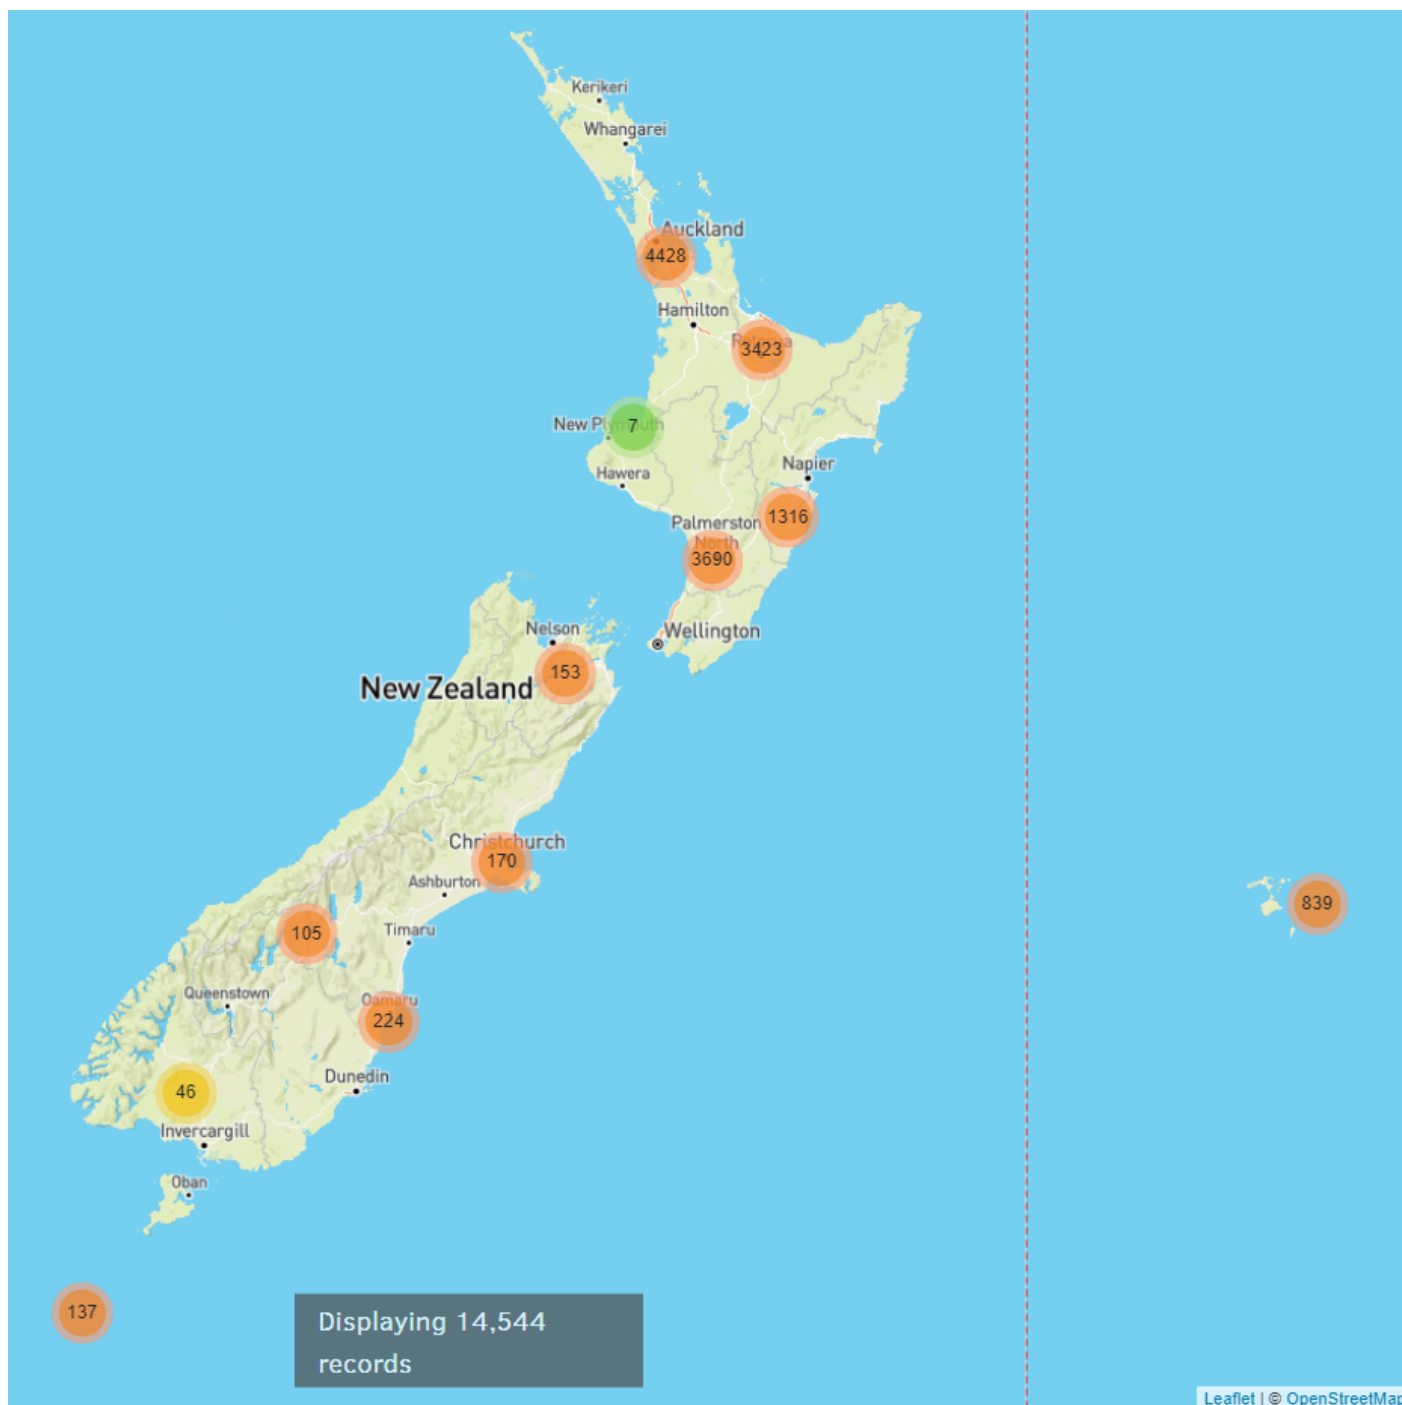 Kerikeri
Whangarei
Auckland
4428
Hamilton
3423
New Plymouth
7
Napier
Hawera
1316
Palmerston
North
3690
Nelson
Wellington
153
New Zealand
Christchurch
170
Ashburton
839
105
Timaru
Queenstown
Oamaru
224
Dunedin
46
Invercargill
Oban
137
Displaying 14,544
records
Leaflet | © OpenStreetMap